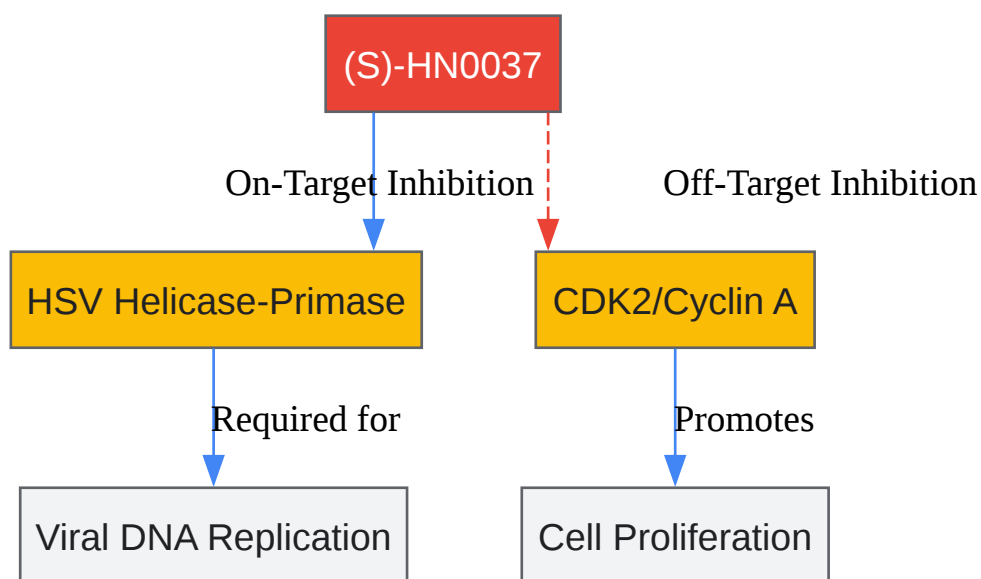 (S)-HN0037
On-Target Inhibition
Off-Target Inhibition
HSV Helicase-Primase
CDK2/Cyclin A
Required for
Promotes
Viral DNA Replication
Cell Proliferation